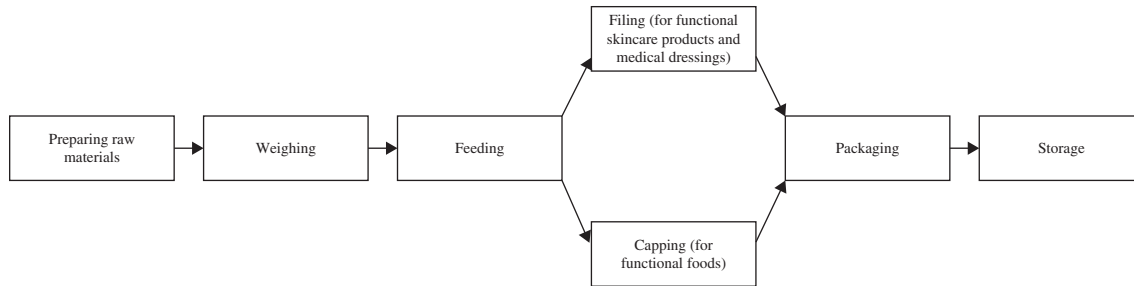 Preparing raw
materials
Weighing
Feeding
Filing (for functional
skincare products and
medical dressings)
Capping (for
functional foods)
Packaging
Storage